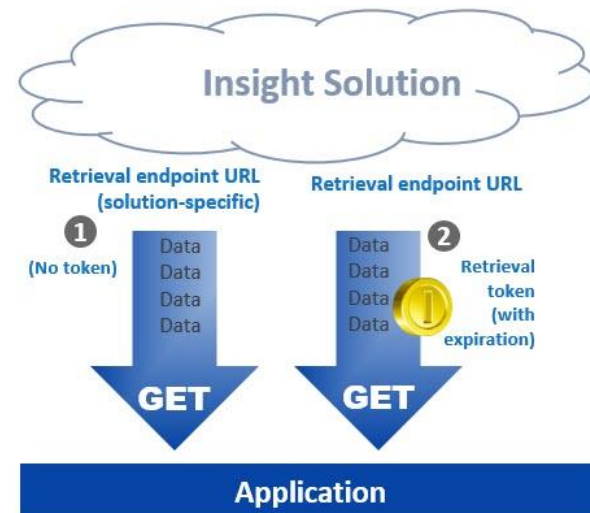 Insight Solution
Retrieval endpoint URL
(solution-specific)
1
(No token)
Data
Data
Data
Data
GET
Retrieval endpoint URL
2
Data
Data
Data
Data
Retrieval
token
(with
expiration)
GET
Application